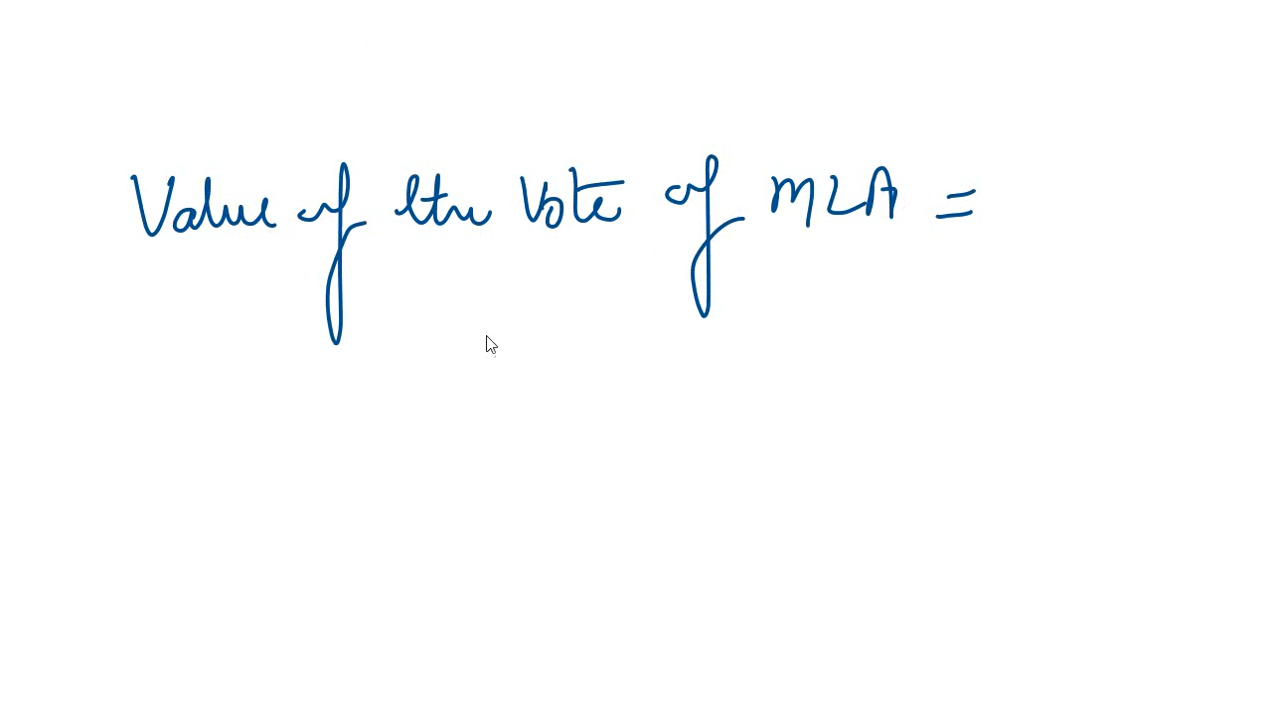 Value of the Vote of MLA =